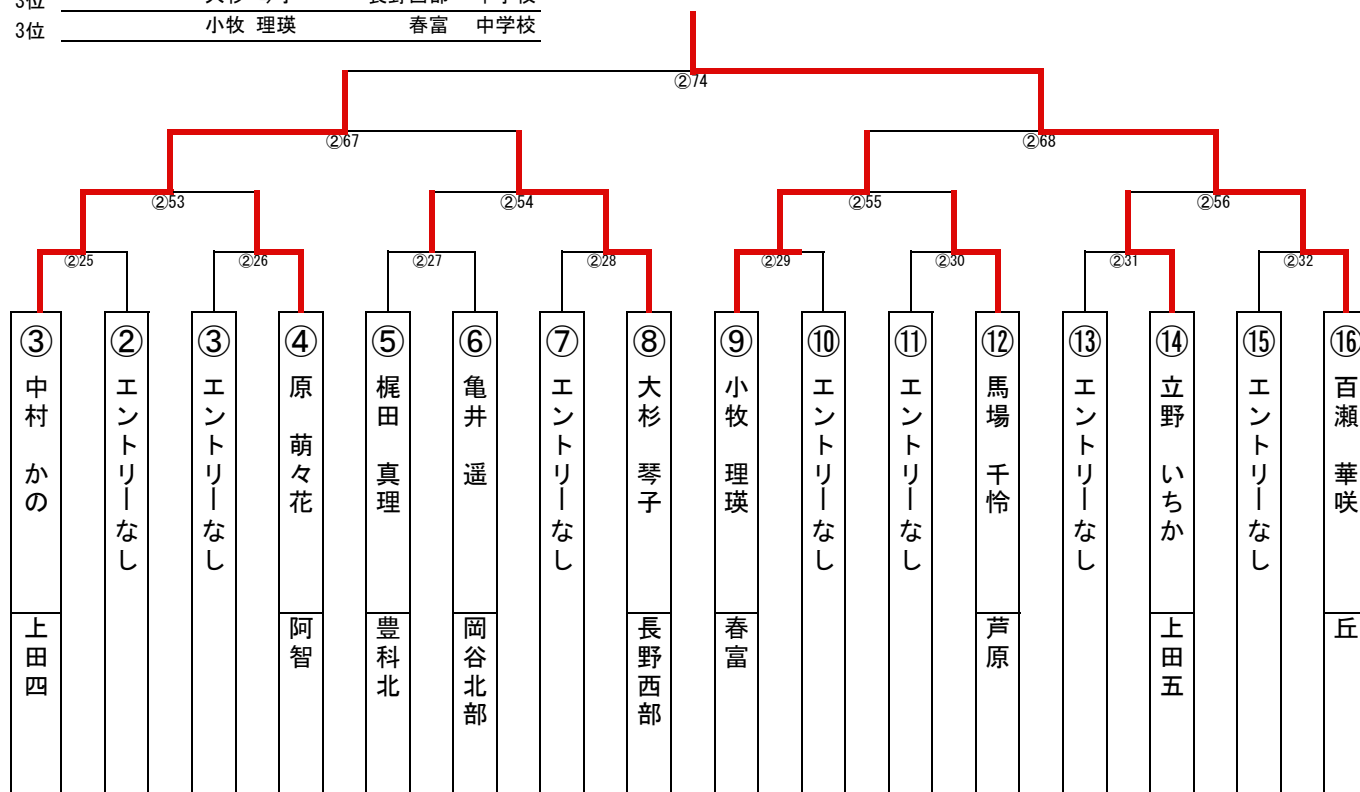 3位
3位 小牧 理瑛 春富 中学校
②74
②67 ②68
②53 ②54 ②55 ②56
②25 ②26 ②27 ②28 ②29 ②30 ②31 ②32
③ 中村 かの 上田四
② エントリーなし
③ エントリーなし
④ 原 萌々花 阿智
⑤ 梶田 真理 豊科北
⑥ 亀井 遥 岡谷北部
⑦ エントリーなし
⑧ 大杉 琴子 長野西部
⑨ 小牧 理瑛 春富
⑩ エントリーなし
⑪ エントリーなし
⑫ 馬場 千怜 芦原
⑬ エントリーなし
⑭ 立野 いちか 上田五
⑮ エントリーなし
⑯ 百瀬 華咲 丘